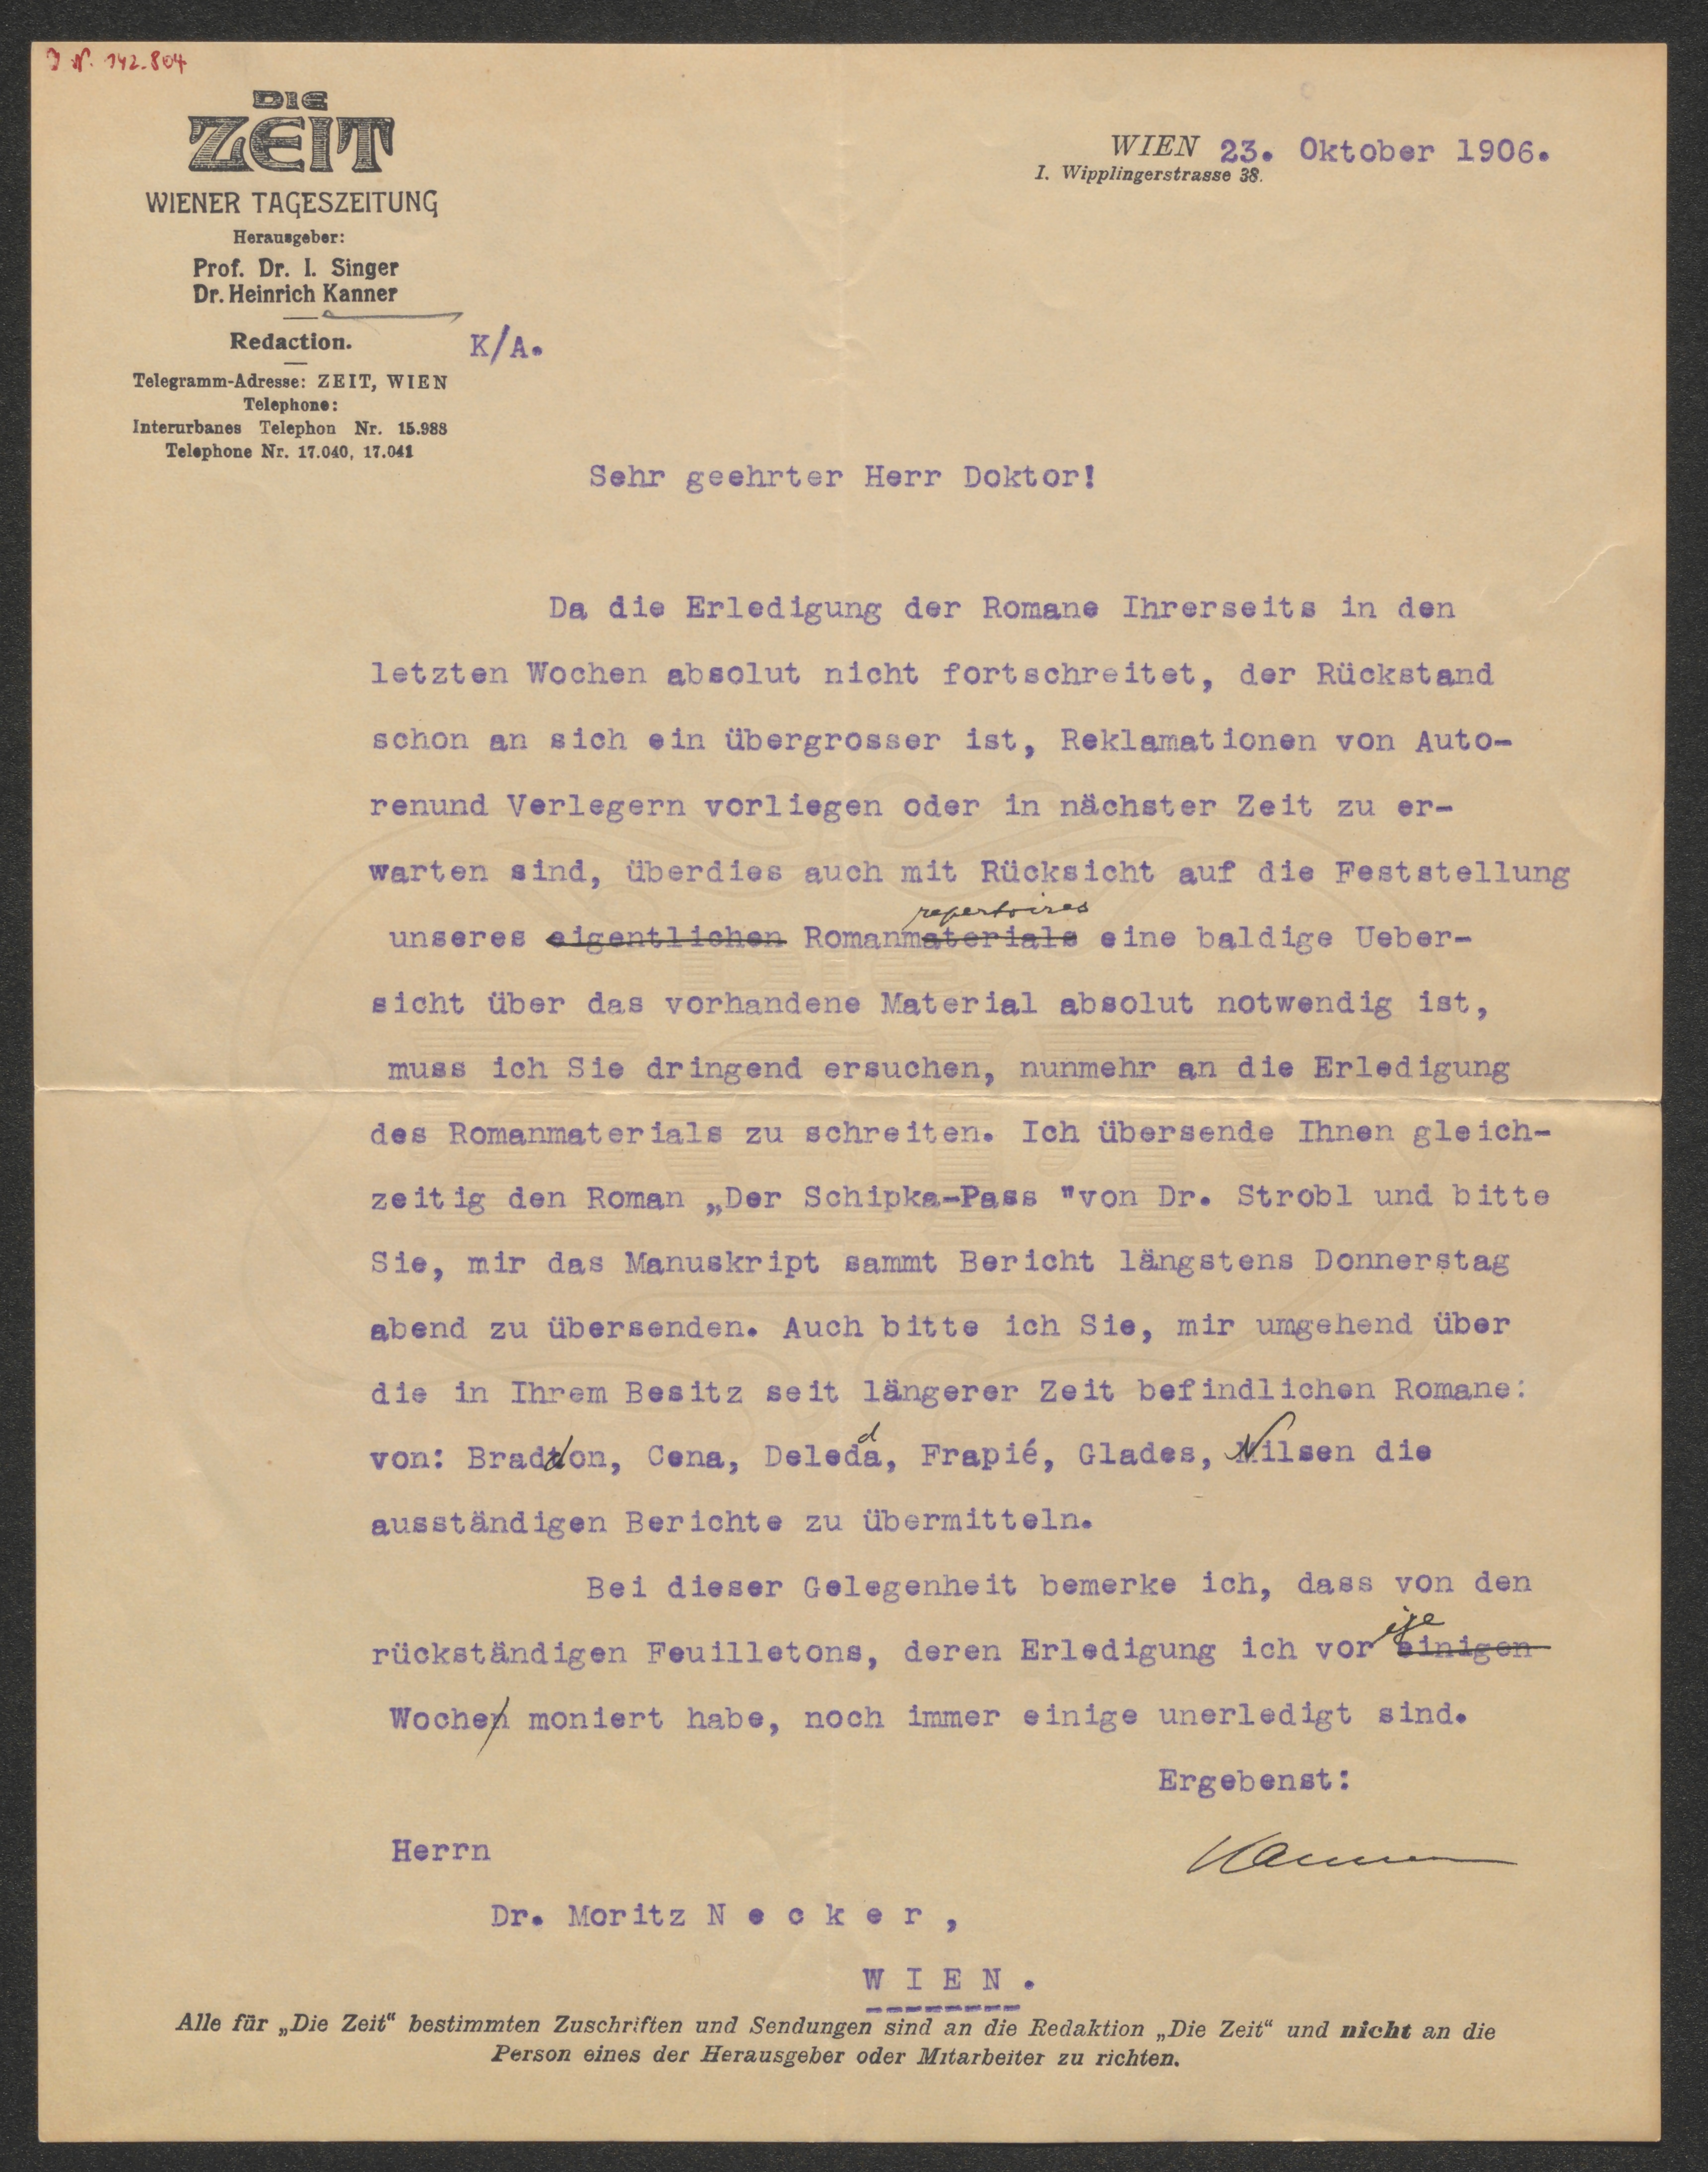 J. N. 142.804
DIE
ZEIT
WIENER TAGESZEITUNG
Herausgeber:
Prof. Dr. I. Singer
Dr. Heinrich Kanner
Redaction.
Telegramm-Adresse: ZEIT, WIEN
Telephone:
Interurbanes Telephon Nr. 15.988
Telephone Nr. 17.040, 17.041
WIEN 23. Oktober 1906.
I. Wipplingerstrasse 38.
K/A.
Sehr geehrter Herr Doktor!
Da die Erledigung der Romane Ihrerseits in den
letzten Wochen absolut nicht fortschreitet, der Rückstand
schon an sich ein übergrosser ist, Reklamationen von Auto-
renund Verlegern vorliegen oder in nächster Zeit zu er-
warten sind, überdies auch mit Rücksicht auf die Feststellung
repertoires
unseres eigentlichen Romanmaterials eine baldige Ueber-
sicht über das vorhandene Material absolut notwendig ist,
muss ich Sie dringend ersuchen, nunmehr an die Erledigung
des Romanmaterials zu schreiten. Ich übersende Ihnen gleich-
zeitig den Roman „Der Schipka-Pass "von Dr. Strobl und bitte
Sie, mir das Manuskript sammt Bericht längstens Donnerstag
abend zu übersenden. Auch bitte ich Sie, mir umgehend über
die in Ihrem Besitz seit längerer Zeit befindlichen Romane:
d
von: Braddon, Cena, Deleda, Frapié, Glades, Nilsen die
ausständigen Berichte zu übermitteln.
Bei dieser Gelegenheit bemerke ich, dass von den
rückständigen Feuilletons, deren Erledigung ich vor einigen
Wochen moniert habe, noch immer einige unerledigt sind.
Ergebenst:
Kanner
Herrn
Dr. Moritz N e c k e r ,
W I E N .
Alle für „Die Zeit“ bestimmten Zuschriften und Sendungen sind an die Redaktion „Die Zeit“ und nicht an die
Person eines der Herausgeber oder Mitarbeiter zu richten.